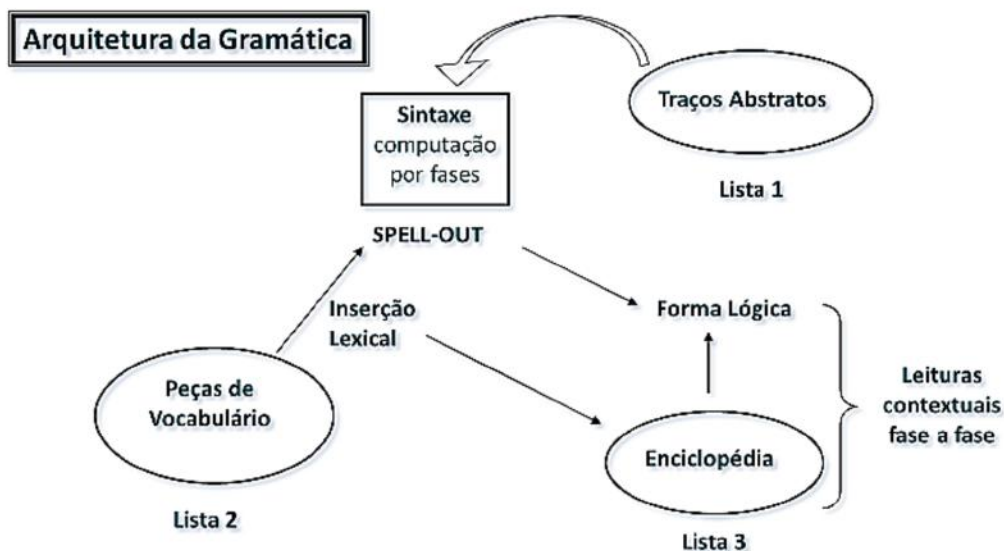 Arquitetura da Gramática
Traços Abstratos
Lista 1
Sintaxe
computação
por fases
SPELL-OUT
Inserção
Lexical
Forma Lógica
Peças de
Vocabulário
Lista 2
Enciclopédia
Lista 3
Leituras
contextuais
fase a fase